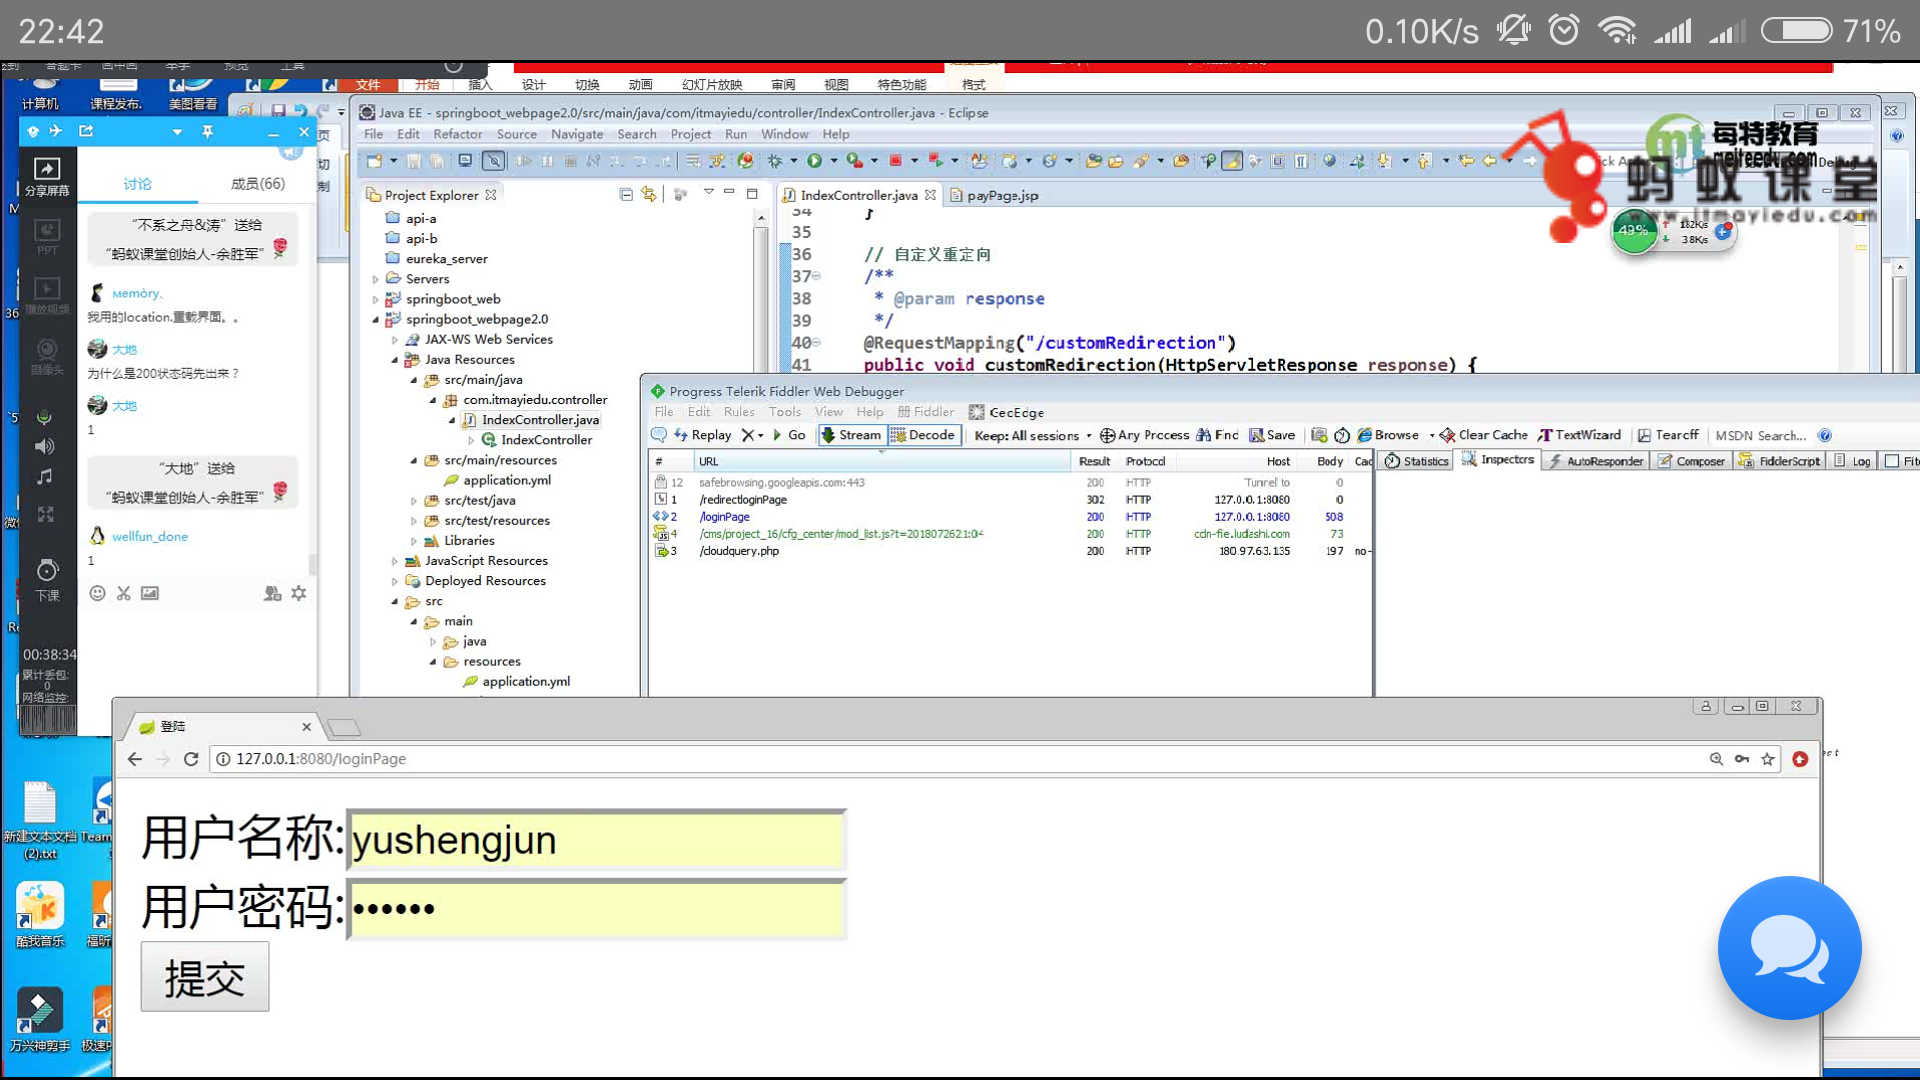 22:42
0.10K/s
71%
计算机
课程发布.
美图看看
文件
开始
插入
设计
切换
动画
幻灯片放映
审阅
视图
特色功能
格式
Java EE - springboot_webpage2.0/src/main/java/com/itmayiedu/controller/IndexController.java - Eclipse
File Edit Refactor Source Navigate Search Project Run Window Help
每特教育
蚂蚁课堂
www.itmayiedu.com
49%
182K/s
38K/s
分享屏幕
PPT
播放视频
摄像头
下课
00:38:34
累计丢包:
0
网络监控:
讨论
成员(66)
“不系之舟&涛”送给
“蚂蚁课堂创始人-余胜军”
мemòry、
我用的location.重载界面。。
大地
为什么是200状态码先出来？
大地
1
“大地”送给
“蚂蚁课堂创始人-余胜军”
wellfun_done
1
Project Explorer
api-a
api-b
eureka_server
Servers
springboot_web
springboot_webpage2.0
JAX-WS Web Services
Java Resources
src/main/java
com.itmayiedu.controller
IndexController.java
IndexController
src/main/resources
application.yml
src/test/java
src/test/resources
Libraries
JavaScript Resources
Deployed Resources
src
main
java
resources
application.yml
IndexController.java
payPage.jsp
34 }
35
36 // 自定义重定向
37 /**
38 * @param response
39 */
40 @RequestMapping("/customRedirection")
41 public void customRedirection(HttpServletResponse response) {
Progress Telerik Fiddler Web Debugger
File Edit Rules Tools View Help 册 Fiddler GeoEdge
Replay Go Stream Decode Keep: All sessions Any Process Find Save Browse Clear Cache TextWizard Tearoff MSDN Search...
# URL Result Protocol Host Body Cac
12 safebrowsing.googleapis.com:443 200 HTTP Tunnel to 0
1 /redirectloginPage 302 HTTP 127.0.0.1:8080 0
2 /loginPage 200 HTTP 127.0.0.1:8080 508
4 /cms/project_16/cfg_center/mod_list.js?t=2018072621:04 200 HTTP cdn-file.ludashi.com 73
3 /cloudquery.php 200 HTTP 180.97.63.135 197 no-
Statistics Inspectors AutoResponder Composer FiddlerScript Log
登陆
127.0.0.1:8080/loginPage
用户名称:yushengjun
用户密码:••••••
提交
新建文本文档
(2).txt
Team
酷我音乐
福昕
万兴神剪手
极速P